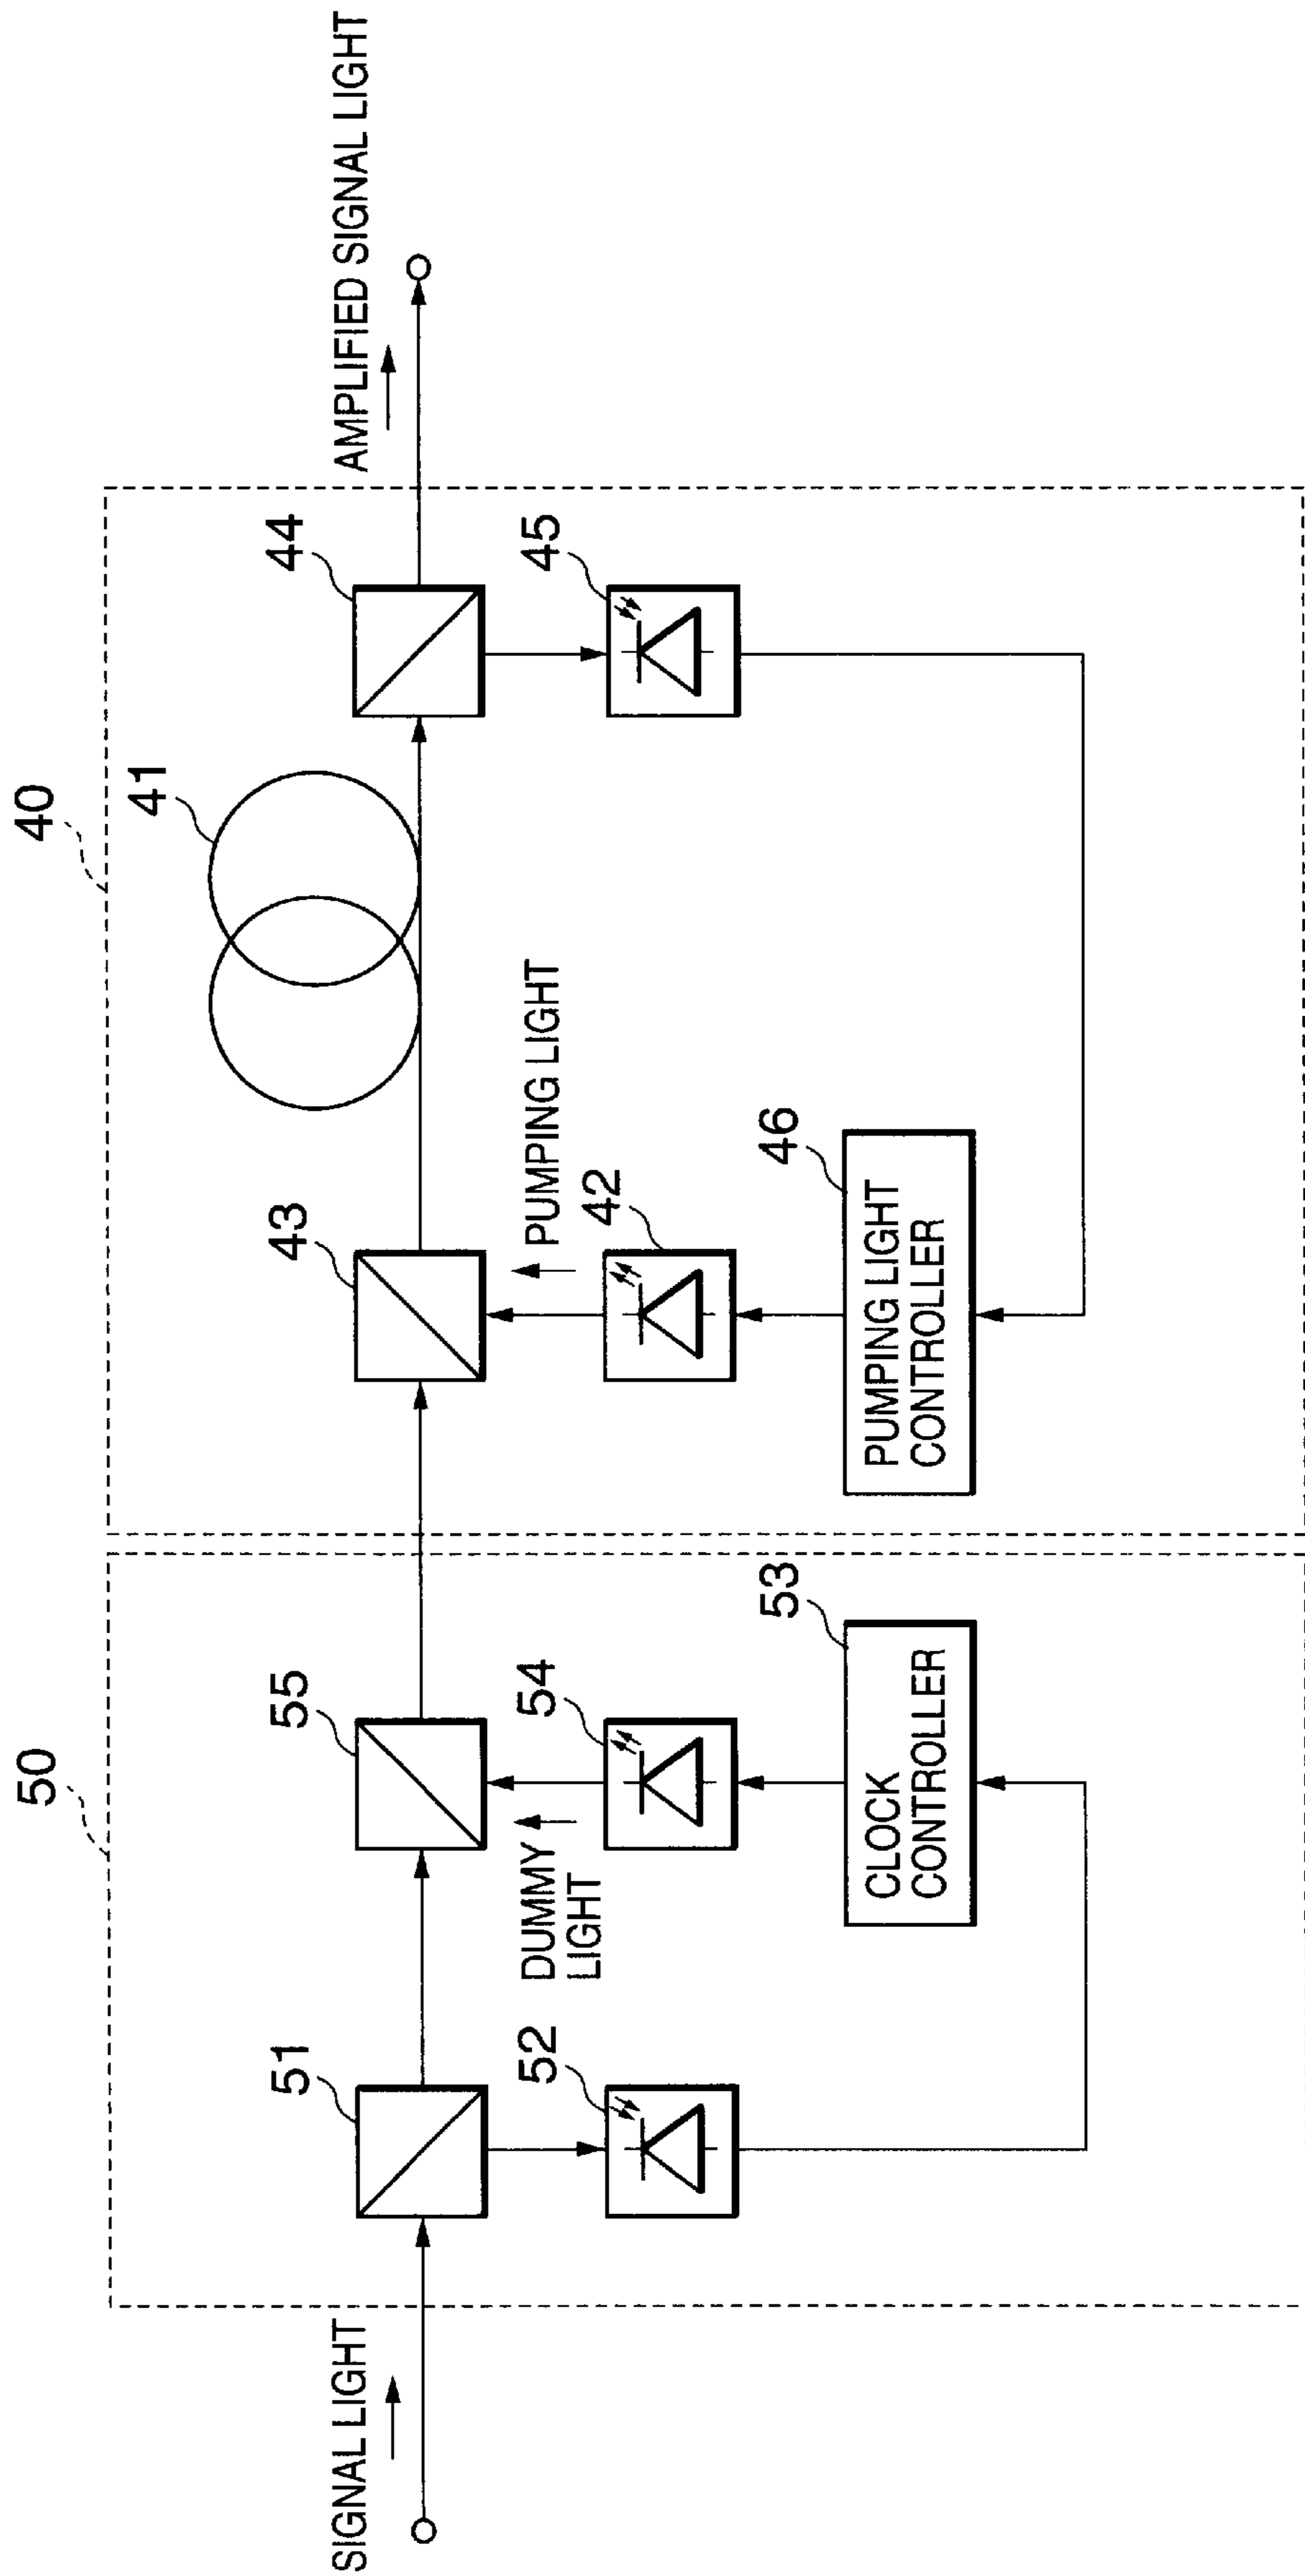 40
50
41
44
43
55
51
SIGNAL LIGHT
AMPLIFIED SIGNAL LIGHT
DUMMY
LIGHT
PUMPING LIGHT
52
54
42
45
53
46
CLOCK
CONTROLLER
PUMPING LIGHT
CONTROLLER